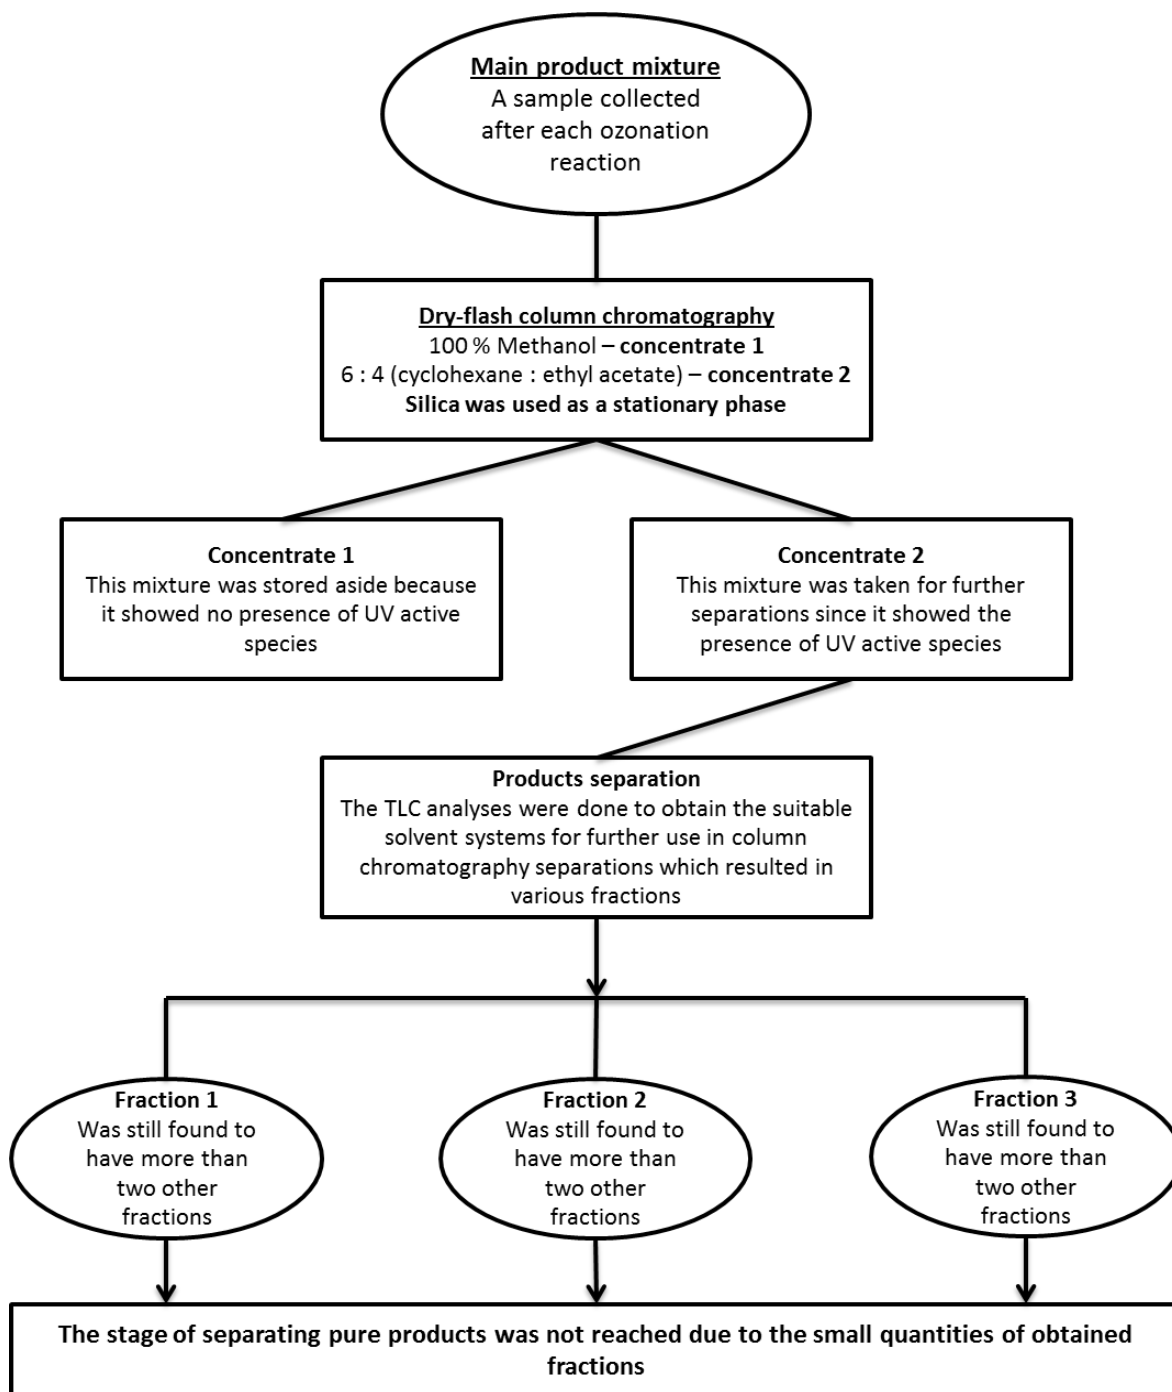 Main product mixture
A sample collected
after each ozonation
reaction
Dry-flash column chromatography
100 % Methanol – concentrate 1
6 : 4 (cyclohexane : ethyl acetate) – concentrate 2
Silica was used as a stationary phase
Concentrate 1
This mixture was stored aside because
it showed no presence of UV active
species
Concentrate 2
This mixture was taken for further
separations since it showed the
presence of UV active species
Products separation
The TLC analyses were done to obtain the suitable
solvent systems for further use in column
chromatography separations which resulted in
various fractions
Fraction 1
Was still found to
have more than
two other
fractions
Fraction 2
Was still found to
have more than
two other
fractions
Fraction 3
Was still found to
have more than
two other
fractions
The stage of separating pure products was not reached due to the small quantities of obtained
fractions